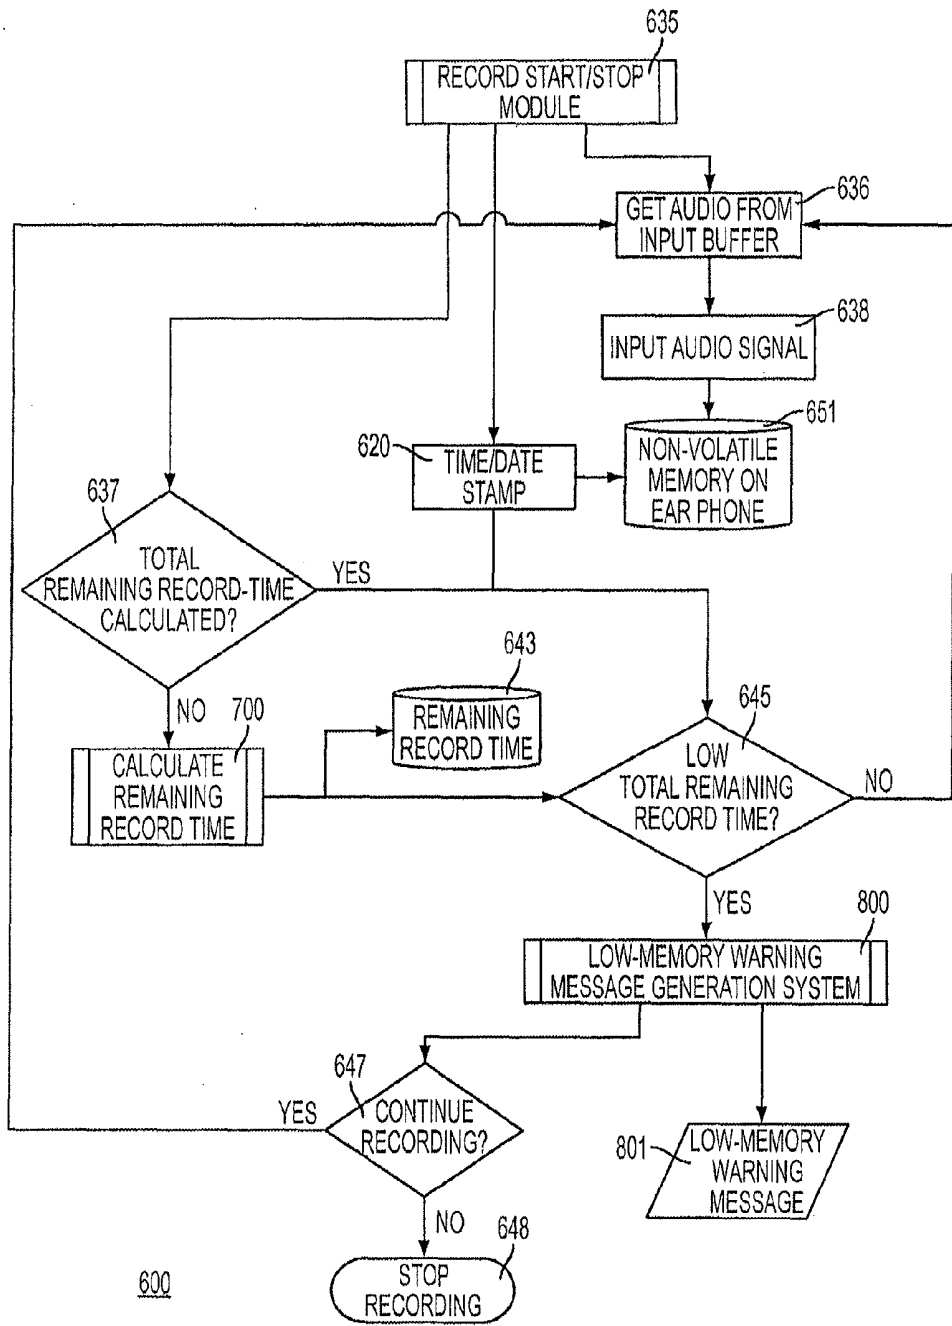 635
RECORD START/STOP
MODULE
636
GET AUDIO FROM
INPUT BUFFER
638
INPUT AUDIO SIGNAL
651
NON-VOLATILE
MEMORY ON
EAR PHONE
620
TIME/DATE
STAMP
637
TOTAL
REMAINING RECORD-TIME
CALCULATED?
YES
NO
700
CALCULATE
REMAINING
RECORD TIME
643
REMAINING
RECORD TIME
645
LOW
TOTAL REMAINING
RECORD TIME?
NO
YES
800
LOW-MEMORY WARNING
MESSAGE GENERATION SYSTEM
647
YES
CONTINUE
RECORDING?
NO
801
LOW-MEMORY
WARNING
MESSAGE
648
STOP
RECORDING
600